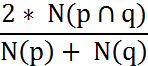 2 * N(p ∩ q)
N(p) + N(q)